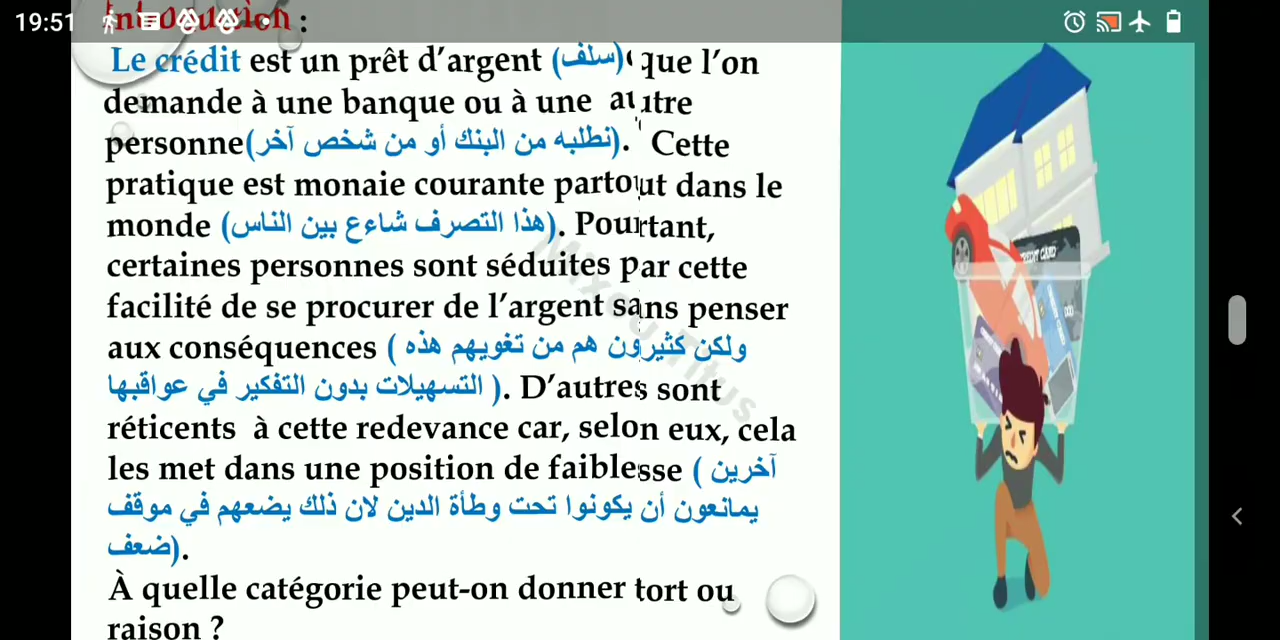 19:51
Introduction :
Le crédit est un prêt d’argent (سلف) que l’on
demande à une banque ou à une autre
personne(نطلبه من البنك أو من شخص آخر). Cette
pratique est monaie courante partout dans le
monde (هذا التصرف شاءع بين الناس). Pourtant,
certaines personnes sont séduites par cette
facilité de se procurer de l’argent sans penser
aux conséquences (ولكن كثيرون هم من تغويهم هذه
التسهيلات بدون التفكير في عواقبها). D’autres sont
réticents à cette redevance car, selon eux, cela
les met dans une position de faiblesse (آخرين
يمانعون أن يكونوا تحت وطأة الدين لان ذلك يضعهم في موقف
ضعف).
À quelle catégorie peut-on donner tort ou
raison ?
CREDIT CARD